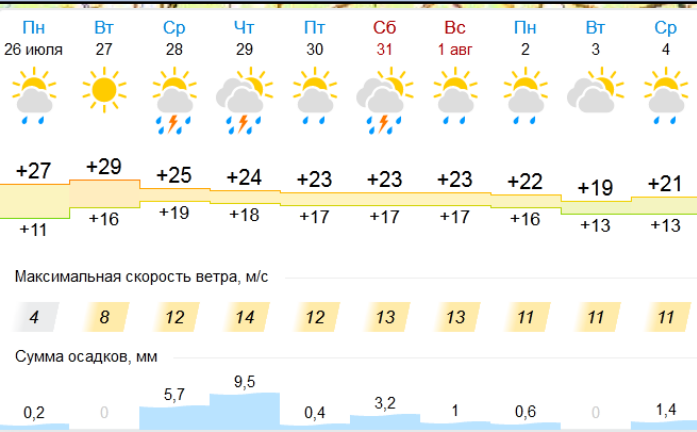 Пн Вт Ср Чт Пт Сб Вс Пн Вт Ср
26 июля 27 28 29 30 31 1 авг 2 3 4
+27 +29 +25 +24 +23 +23 +23 +22 +19 +21
+11 +16 +19 +18 +17 +17 +17 +16 +13 +13
Максимальная скорость ветра, м/с
4 8 12 14 12 13 13 11 11 11
Сумма осадков, мм
0,2 0 5,7 9,5 0,4 3,2 1 0,6 0 1,4